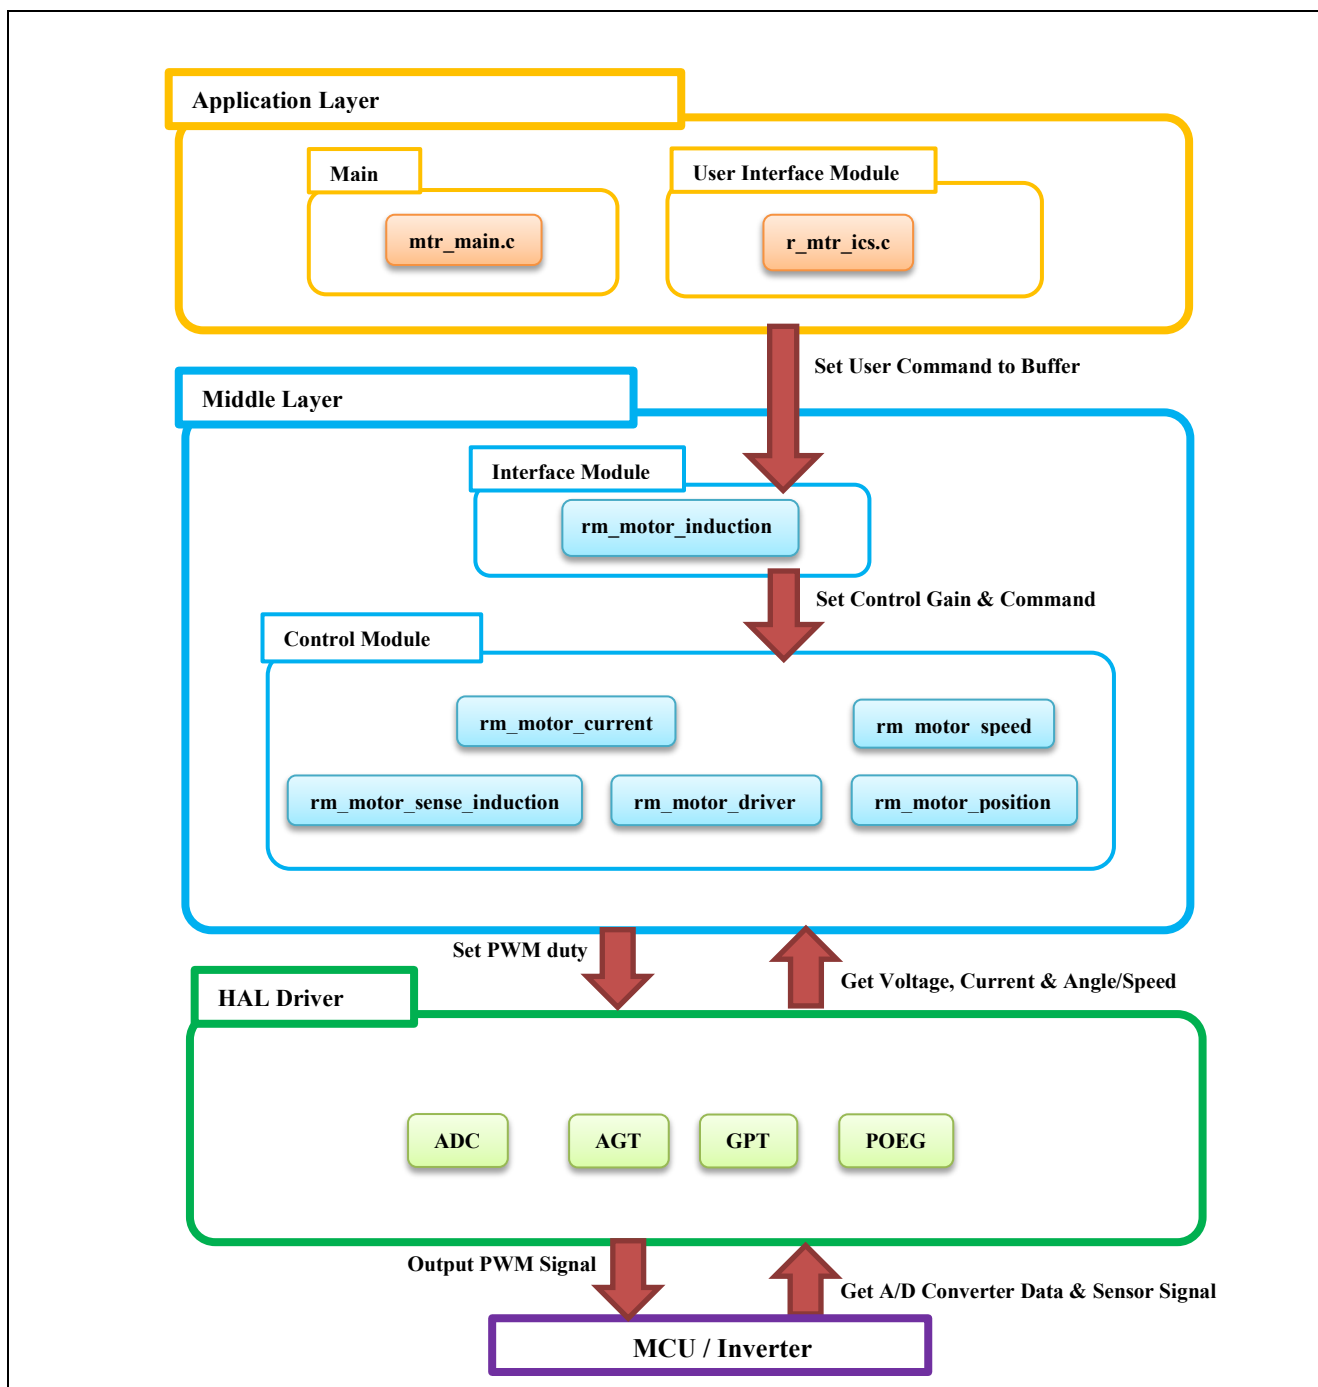 Application Layer
Main
User Interface Module
mtr_main.c
r_mtr_ics.c
Set User Command to Buffer
Middle Layer
Interface Module
rm_motor_induction
Set Control Gain & Command
Control Module
rm_motor_current
rm_motor_speed
rm_motor_sense_induction
rm_motor_driver
rm_motor_position
Set PWM duty
Get Voltage, Current & Angle/Speed
HAL Driver
ADC
AGT
GPT
POEG
Output PWM Signal
Get A/D Converter Data & Sensor Signal
MCU / Inverter